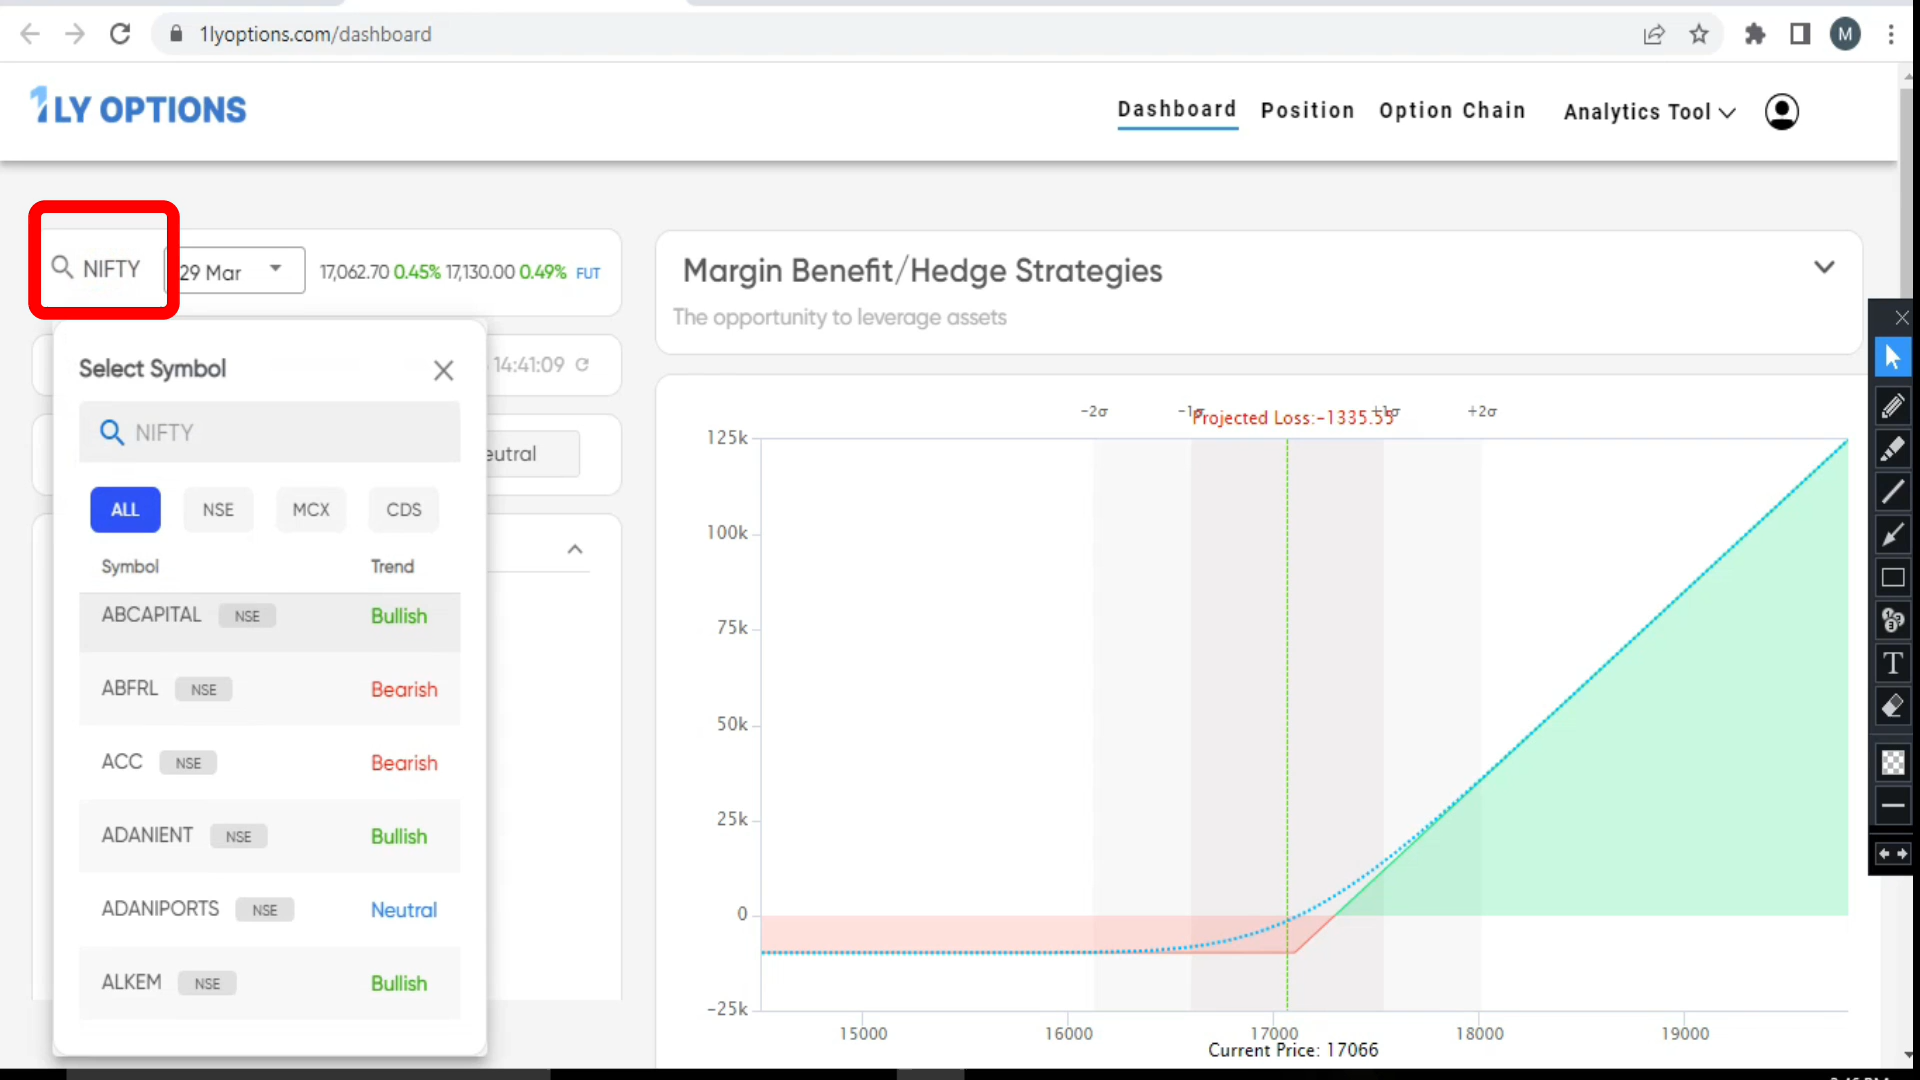 1lyoptions.com/dashboard
M
1LY OPTIONS
Dashboard Position Option Chain Analytics Tool
NIFTY 29 Mar 17,062.70 0.45% 17,130.00 0.49% FUT
14:41:09
eutral
Select Symbol
NIFTY
ALL NSE MCX CDS
Symbol Trend
ABCAPITAL NSE Bullish
ABFRL NSE Bearish
ACC NSE Bearish
ADANIENT NSE Bullish
ADANIPORTS NSE Neutral
ALKEM NSE Bullish
Margin Benefit/Hedge Strategies
The opportunity to leverage assets
-2σ -1σ +1σ +2σ
Projected Loss:-1335.55
125k
100k
75k
50k
25k
0
-25k
15000 16000 17000 18000 19000
Current Price: 17066
T